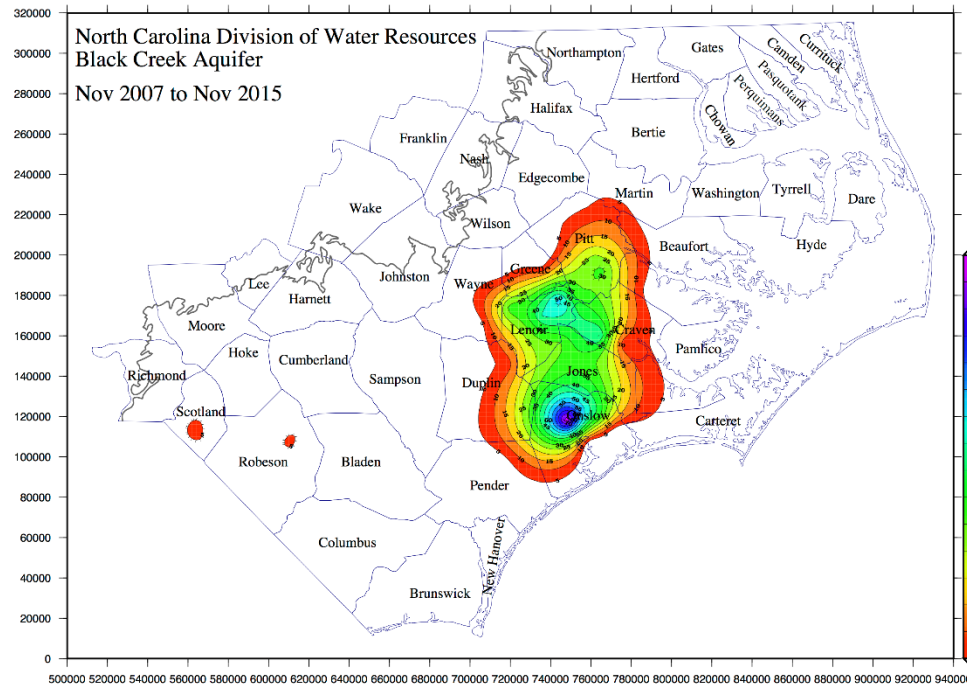 North Carolina Division of Water Resources
Black Creek Aquifer
Nov 2007 to Nov 2015
320000
300000
280000
260000
240000
220000
200000
180000
160000
140000
120000
100000
80000
60000
40000
20000
0
Northampton
Gates
Camden
Currituck
Hertford
Pasquotank
Perquimans
Halifax
Chowan
Franklin
Bertie
Nash
Edgecombe
Martin
Washington
Tyrrell
Dare
Wake
Wilson
Pitt
Beaufort
Hyde
Greene
Johnston
Wayne
Lee
Harnett
Moore
Lenoir
Craven
Pamlico
Hoke
Cumberland
Richmond
Sampson
Duplin
Jones
Scotland
Onslow
Carteret
Robeson
Bladen
Pender
Columbus
New Hanover
Brunswick
500000 520000 540000 560000 580000 600000 620000 640000 660000 680000 700000 720000 740000 760000 780000 800000 820000 840000 860000 880000 900000 920000 940000